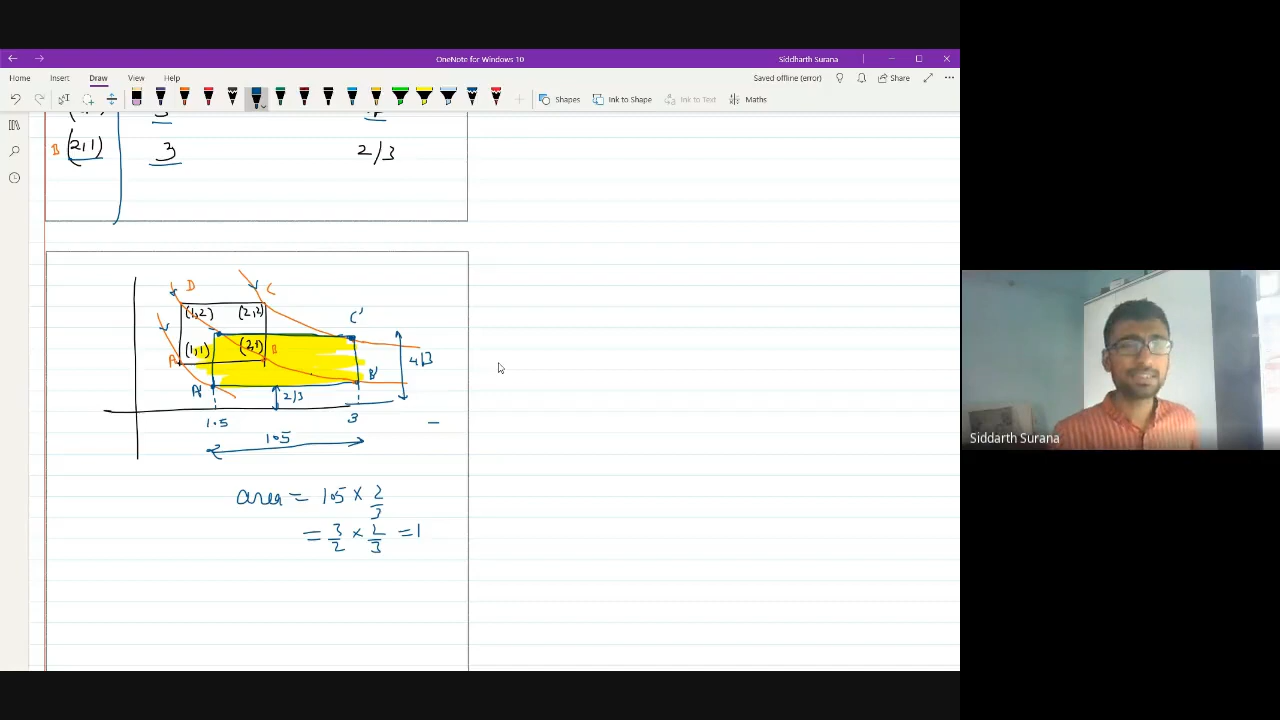 OneNote for Windows 10
Siddharth Surana
Home Insert Draw View Help
Saved offline (error)
Share
Shapes
Ink to Shape
Ink to Text
Maths
B (2,1) 3 2/3
D C
(1,2) (2,2)
C'
(1,1) (2,1) B
A
4/3
A' B'
2/3
1.5 3
1.5
area = 1.5 × 2/3
= 3/2 × 2/3 = 1
Siddarth Surana